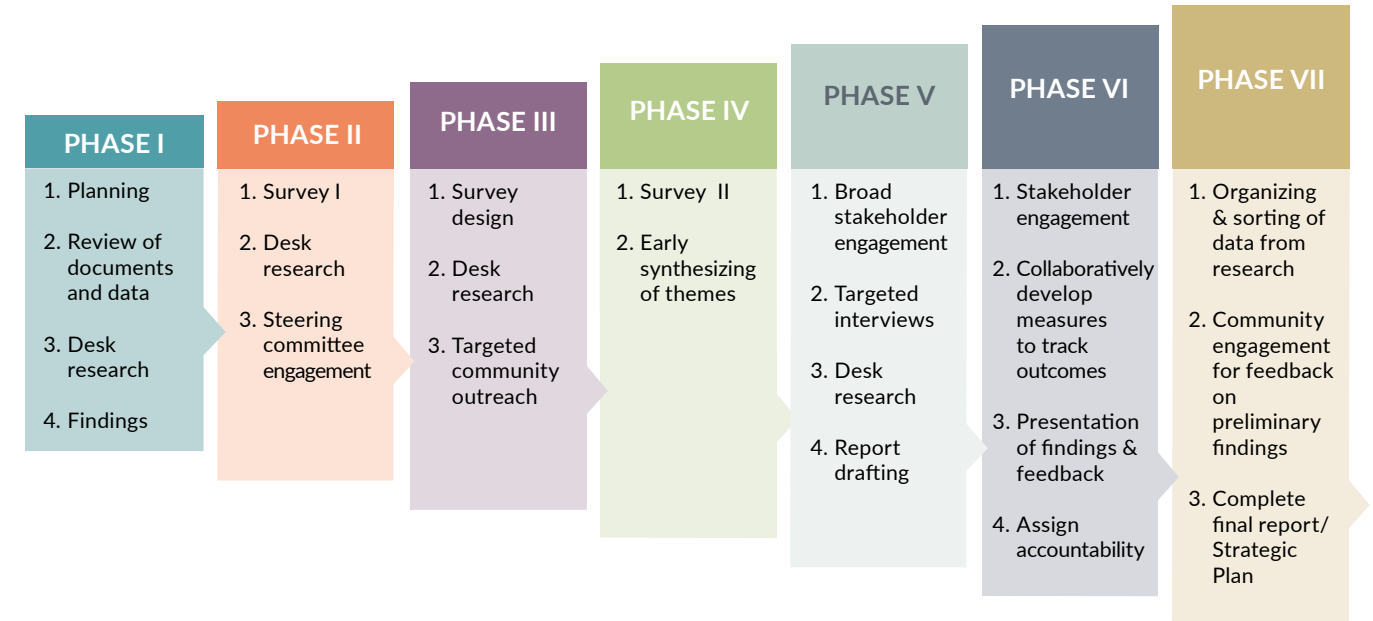 PHASE I
1. Planning
2. Review of
documents
and data
3. Desk
research
4. Findings
PHASE II
1. Survey I
2. Desk
research
3. Steering
committee
engagement
PHASE III
1. Survey
design
2. Desk
research
3. Targeted
community
outreach
PHASE IV
1. Survey  II
2. Early
synthesizing
of themes
PHASE V
1. Broad
stakeholder
engagement
2. Targeted
interviews
3. Desk
research
4. Report
drafting
PHASE VI
1. Stakeholder
engagement
2. Collaboratively
develop
measures
to track
outcomes
3. Presentation
of findings &
feedback
4. Assign
accountability
PHASE VII
1. Organizing
& sorting of
data from
research
2. Community
engagement
for feedback
on
preliminary
findings
3. Complete
final report/
Strategic
Plan